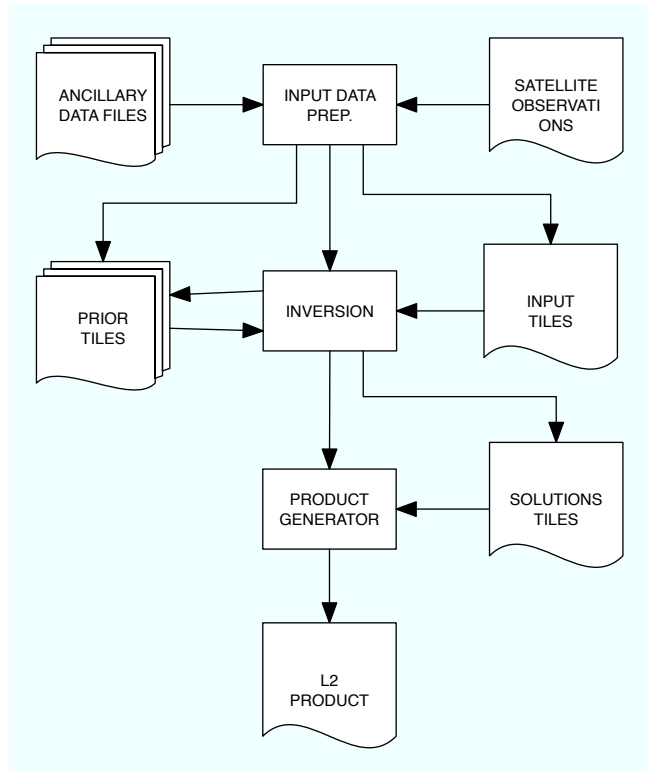 ANCILLARY
DATA FILES
INPUT DATA
PREP.
SATELLITE
OBSERVATI
ONS
PRIOR
TILES
INVERSION
INPUT
TILES
PRODUCT
GENERATOR
SOLUTIONS
TILES
L2
PRODUCT